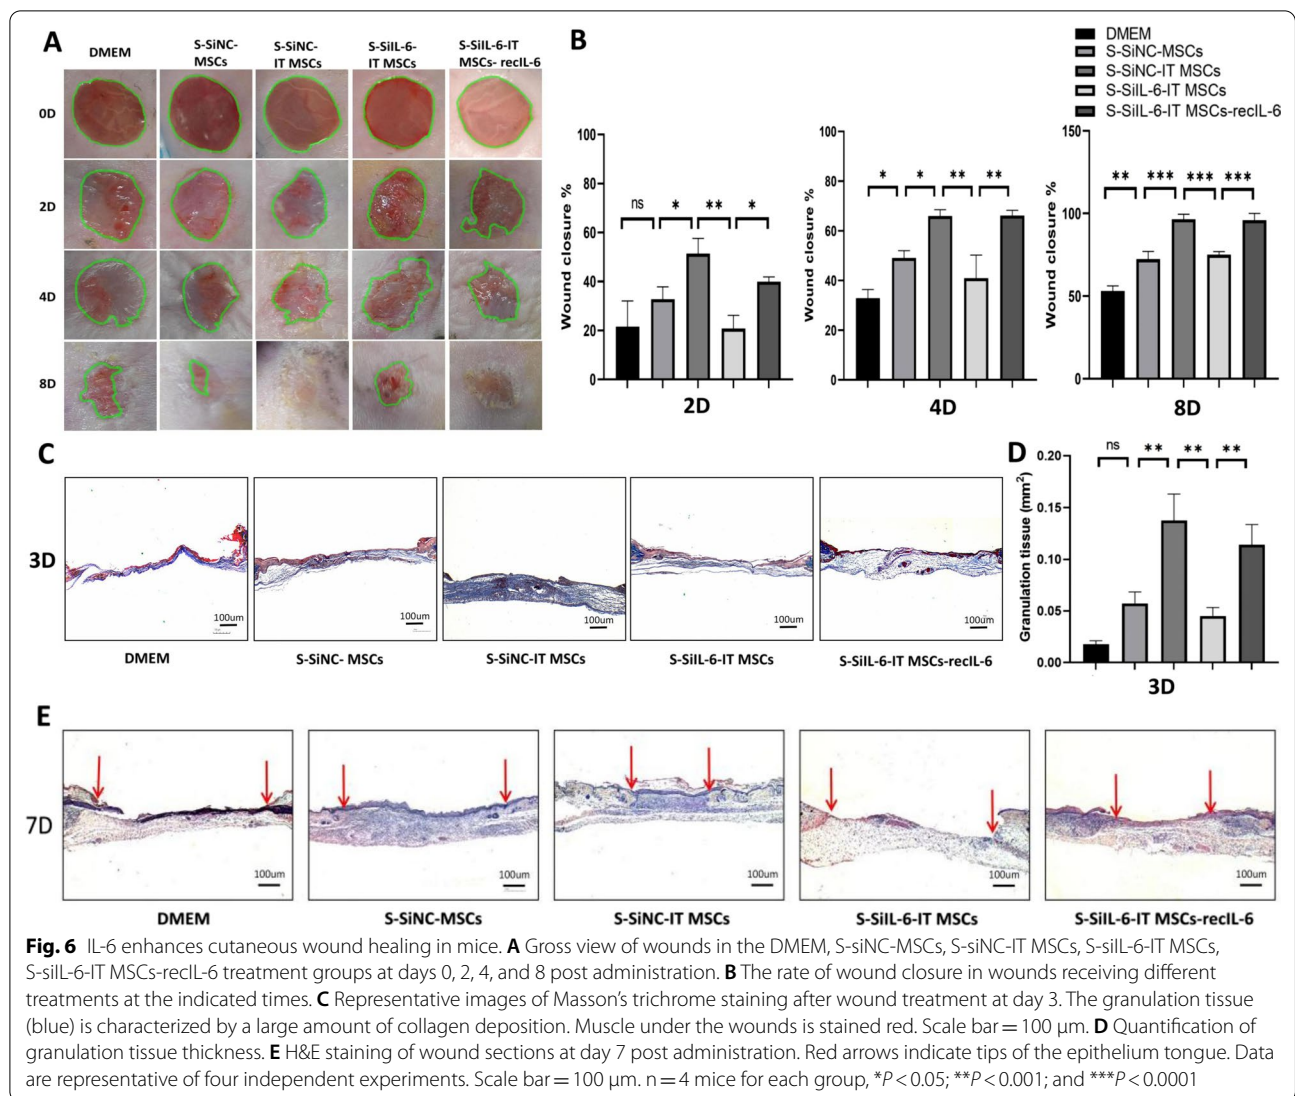 A
DMEM
S-SiNC-
MSCs
S-SiNC-
IT MSCs
S-SiIL-6-
IT MSCs
S-SiIL-6-IT
MSCs- recIL-6
0D
2D
4D
8D
B
DMEM
S-SiNC-MSCs
S-SiNC-IT MSCs
S-SiIL-6-IT MSCs
S-SiIL-6-IT MSCs-recIL-6
Wound closure %
100
80
60
40
20
0
ns * ** *
2D
Wound closure %
100
80
60
40
20
0
* * ** **
4D
Wound closure %
150
100
50
0
** *** *** ***
8D
C
3D
100um
100um
100um
100um
100um
DMEM
S-SiNC- MSCs
S-SiNC-IT MSCs
S-SiIL-6-IT MSCs
S-SiIL-6-IT MSCs-recIL-6
D
Granulation tissue (mm²)
0.20
0.15
0.10
0.05
0.00
ns ** ** **
3D
E
7D
100um
100um
100um
100um
100um
DMEM
S-SiNC-MSCs
S-SiNC-IT MSCs
S-SiIL-6-IT MSCs
S-SiIL-6-IT MSCs-recIL-6
Fig. 6 IL-6 enhances cutaneous wound healing in mice. A Gross view of wounds in the DMEM, S-siNC-MSCs, S-siNC-IT MSCs, S-siIL-6-IT MSCs,
S-siIL-6-IT MSCs-recIL-6 treatment groups at days 0, 2, 4, and 8 post administration. B The rate of wound closure in wounds receiving different
treatments at the indicated times. C Representative images of Masson's trichrome staining after wound treatment at day 3. The granulation tissue
(blue) is characterized by a large amount of collagen deposition. Muscle under the wounds is stained red. Scale bar = 100 µm. D Quantification of
granulation tissue thickness. E H&E staining of wound sections at day 7 post administration. Red arrows indicate tips of the epithelium tongue. Data
are representative of four independent experiments. Scale bar = 100 µm. n = 4 mice for each group, *P < 0.05; **P < 0.001; and ***P < 0.0001